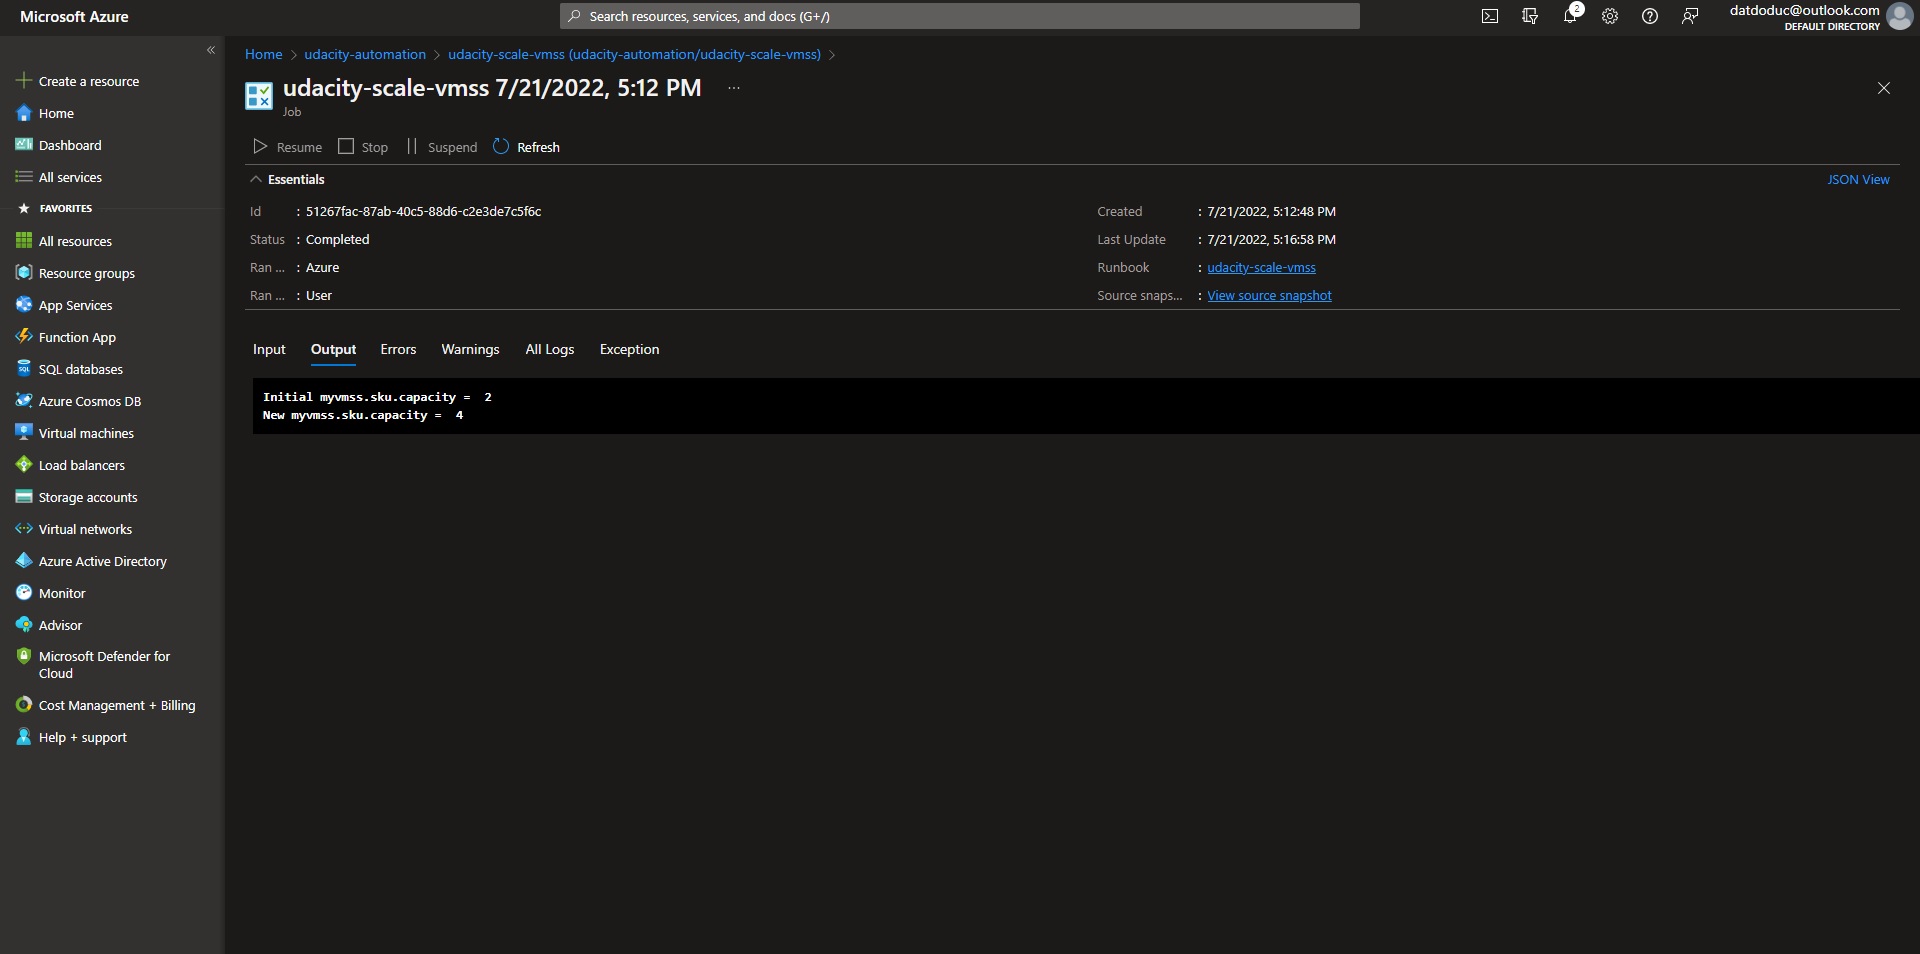 Microsoft Azure
Search resources, services, and docs (G+/)
2
datdoduc@outlook.com
DEFAULT DIRECTORY
«
Create a resource
Home
Dashboard
All services
FAVORITES
All resources
Resource groups
App Services
Function App
SQL databases
Azure Cosmos DB
Virtual machines
Load balancers
Storage accounts
Virtual networks
Azure Active Directory
Monitor
Advisor
Microsoft Defender for
Cloud
Cost Management + Billing
Help + support
Home > udacity-automation > udacity-scale-vmss (udacity-automation/udacity-scale-vmss) >
udacity-scale-vmss 7/21/2022, 5:12 PM ...
Job
Resume Stop Suspend Refresh
Essentials JSON View
Id : 51267fac-87ab-40c5-88d6-c2e3de7c5f6c
Status : Completed
Ran ... : Azure
Ran ... : User
Created : 7/21/2022, 5:12:48 PM
Last Update : 7/21/2022, 5:16:58 PM
Runbook : udacity-scale-vmss
Source snaps... : View source snapshot
Input Output Errors Warnings All Logs Exception
Initial myvmss.sku.capacity = 2
New myvmss.sku.capacity = 4